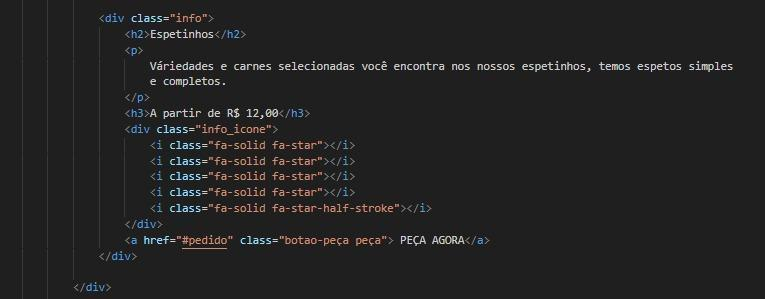 <div class="info">
<h2>Espetinhos</h2>
<p>
Váriedades e carnes selecionadas você encontra nos nossos espetinhos, temos espetos simples
e completos.
</p>
<h3>A partir de R$ 12,00</h3>
<div class="info_icone">
<i class="fa-solid fa-star"></i>
<i class="fa-solid fa-star"></i>
<i class="fa-solid fa-star"></i>
<i class="fa-solid fa-star"></i>
<i class="fa-solid fa-star-half-stroke"></i>
</div>
<a href="#pedido" class="botao-peça peça"> PEÇA AGORA</a>
</div>
</div>